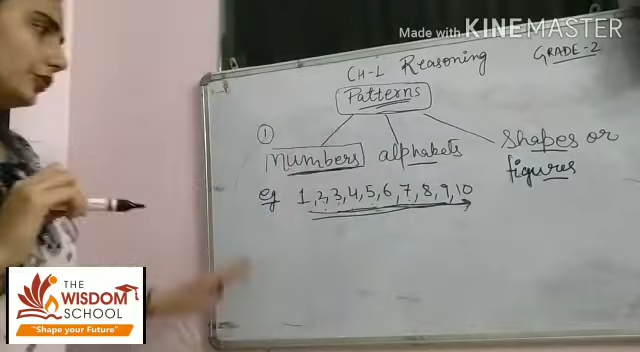 Made with KINEMASTER
GRADE-2
CH-1 Reasoning
Patterns
1
Numbers alphabets shapes or figures
eg 1,2,3,4,5,6,7,8,9,10
THE
WISDOM
SCHOOL
"Shape your Future"